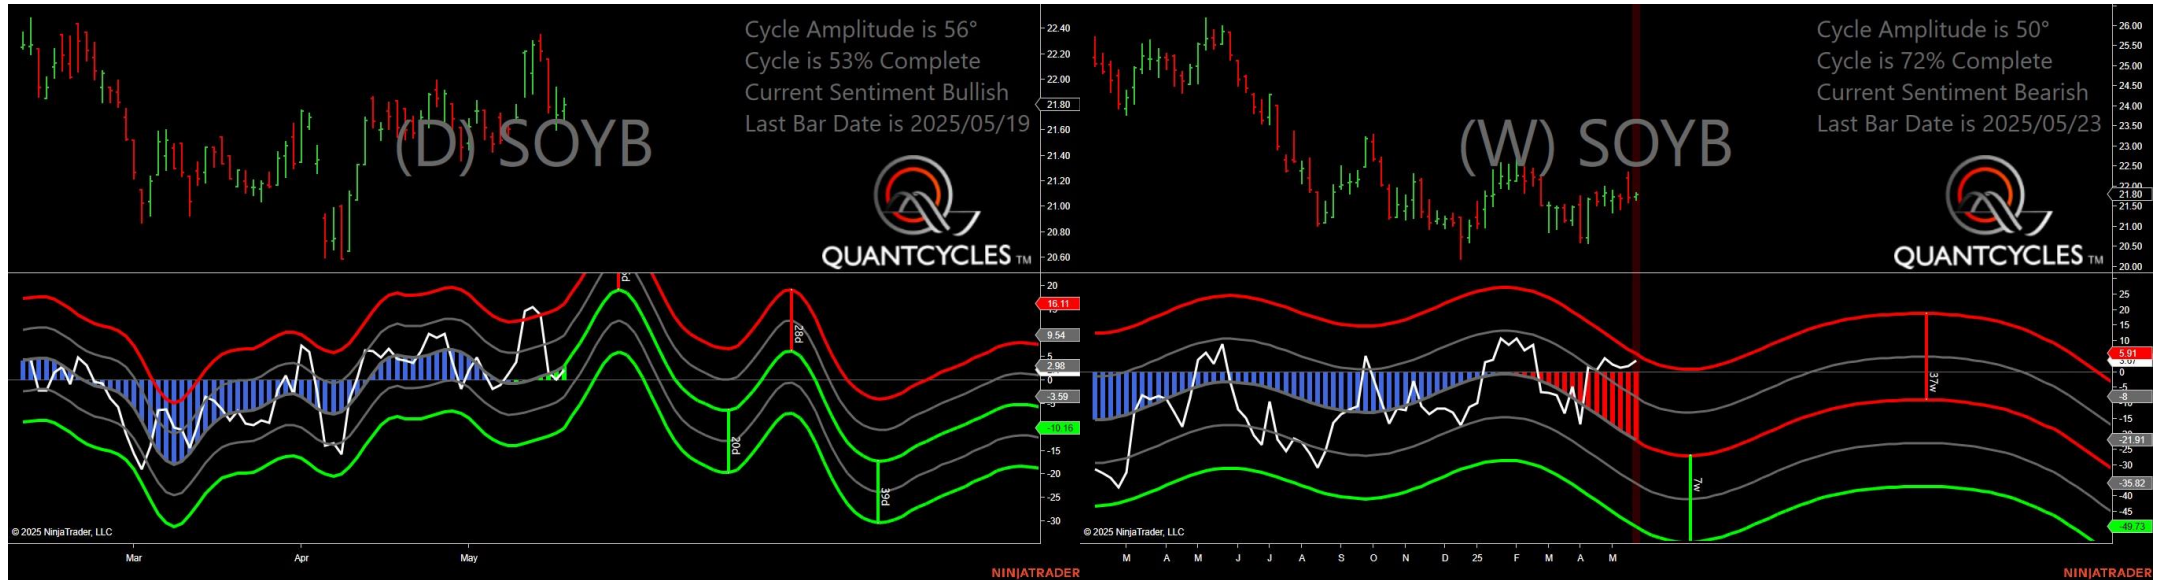 Cycle Amplitude is 56°
Cycle is 53% Complete
Current Sentiment Bullish
Last Bar Date is 2025/05/19
(D) SOYB
QUANTCYCLES TM
22.40
22.20
22.00
21.80
21.60
21.40
21.20
21.00
20.80
20.60
20
16.11
9.54
5
2.98
0
-3.59
-10.16
-15
-20
-25
-30
6d
20d
28d
39d
© 2025 NinjaTrader, LLC
Mar Apr May
NINJATRADER
Cycle Amplitude is 50°
Cycle is 72% Complete
Current Sentiment Bearish
Last Bar Date is 2025/05/23
(W) SOYB
QUANTCYCLES TM
26.00
25.50
25.00
24.50
24.00
23.50
23.00
22.50
22.00
21.80
21.50
21.00
20.50
20.00
25
20
15
10
5.91
3.07
0
-5
-8
-10
-15
-21.91
-25
-30
-35.82
-40
-45
-49.73
7w
37w
© 2025 NinjaTrader, LLC
M A M J J A S O N D 25 F M A M
NINJATRADER